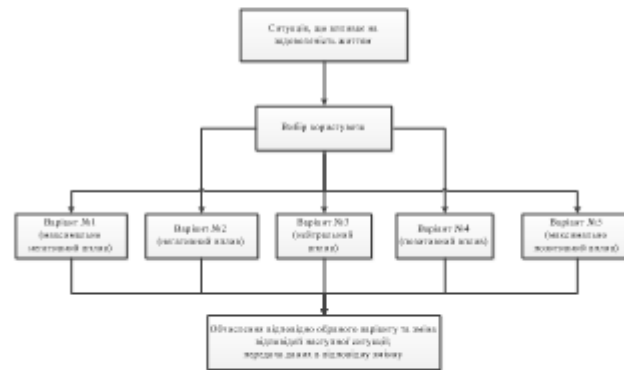 Ситуація, що впливає на
задоволеність життям
Вибір користувача
Варіант №1
(максимально
негативний вплив)
Варіант №2
(негативний вплив)
Варіант №3
(нейтральний
вплив)
Варіант №4
(позитивний вплив)
Варіант №5
(максимально
позитивний вплив)
Обчислення відповідно обраного варіанту та зміна
відповіді наступної ситуації;
передача даних в відповідну змінну